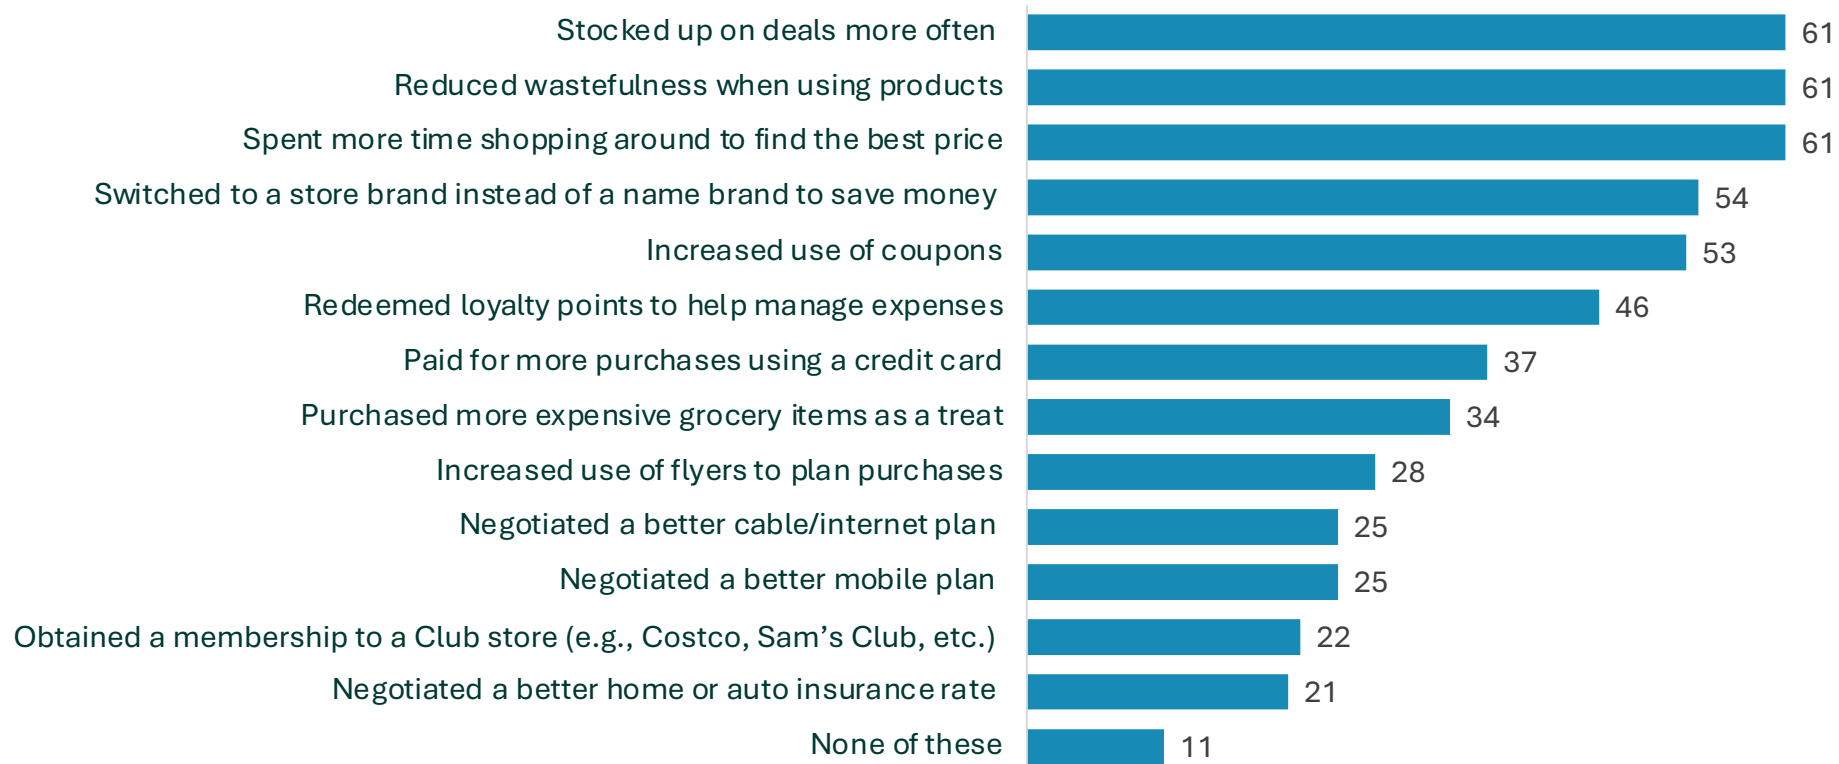 Stocked up on deals more often 61
Reduced wastefulness when using products 61
Spent more time shopping around to find the best price 61
Switched to a store brand instead of a name brand to save money 54
Increased use of coupons 53
Redeemed loyalty points to help manage expenses 46
Paid for more purchases using a credit card 37
Purchased more expensive grocery items as a treat 34
Increased use of flyers to plan purchases 28
Negotiated a better cable/internet plan 25
Negotiated a better mobile plan 25
Obtained a membership to a Club store (e.g., Costco, Sam’s Club, etc.) 22
Negotiated a better home or auto insurance rate 21
None of these 11